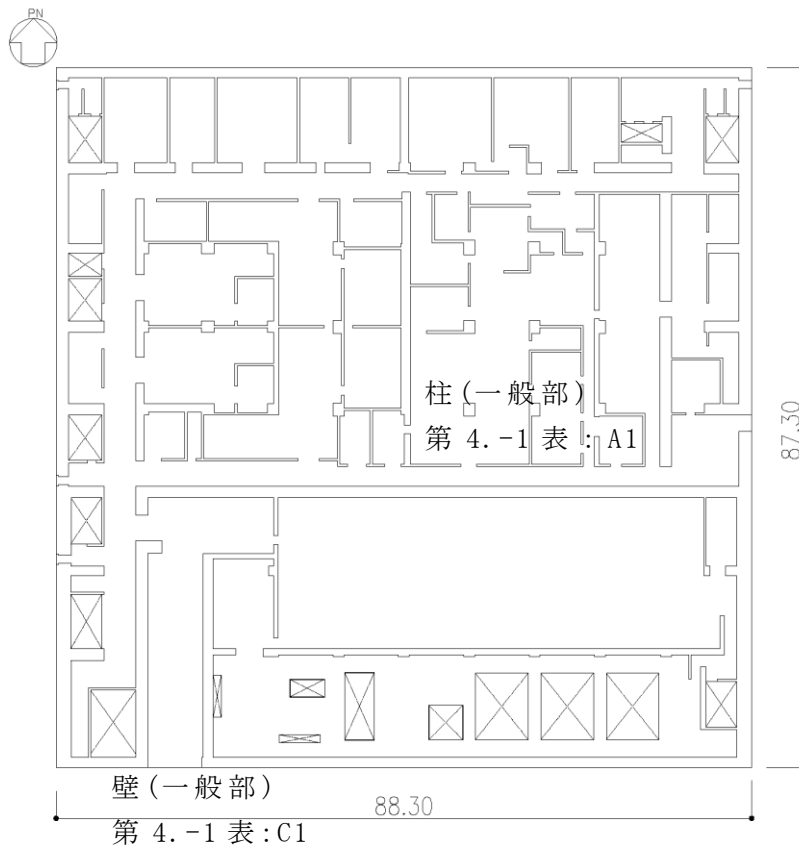 PN
柱(一般部)
第 4.-1 表 : A1
87.30
88.30
壁(一般部)
第 4.-1 表:C1